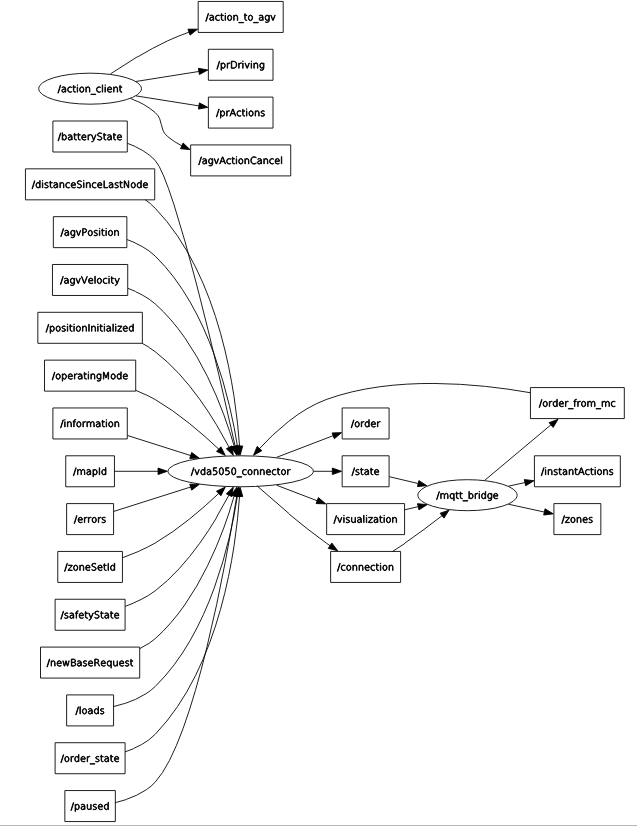 /action_to_agv
/prDriving
/action_client
/prActions
/batteryState
/agvActionCancel
/distanceSinceLastNode
/agvPosition
/agvVelocity
/positionInitialized
/operatingMode
/order_from_mc
/information
/order
/mapId
/vda5050_connector
/state
/instantActions
/mqtt_bridge
/errors
/visualization
/zones
/zoneSetId
/connection
/safetyState
/newBaseRequest
/loads
/order_state
/paused